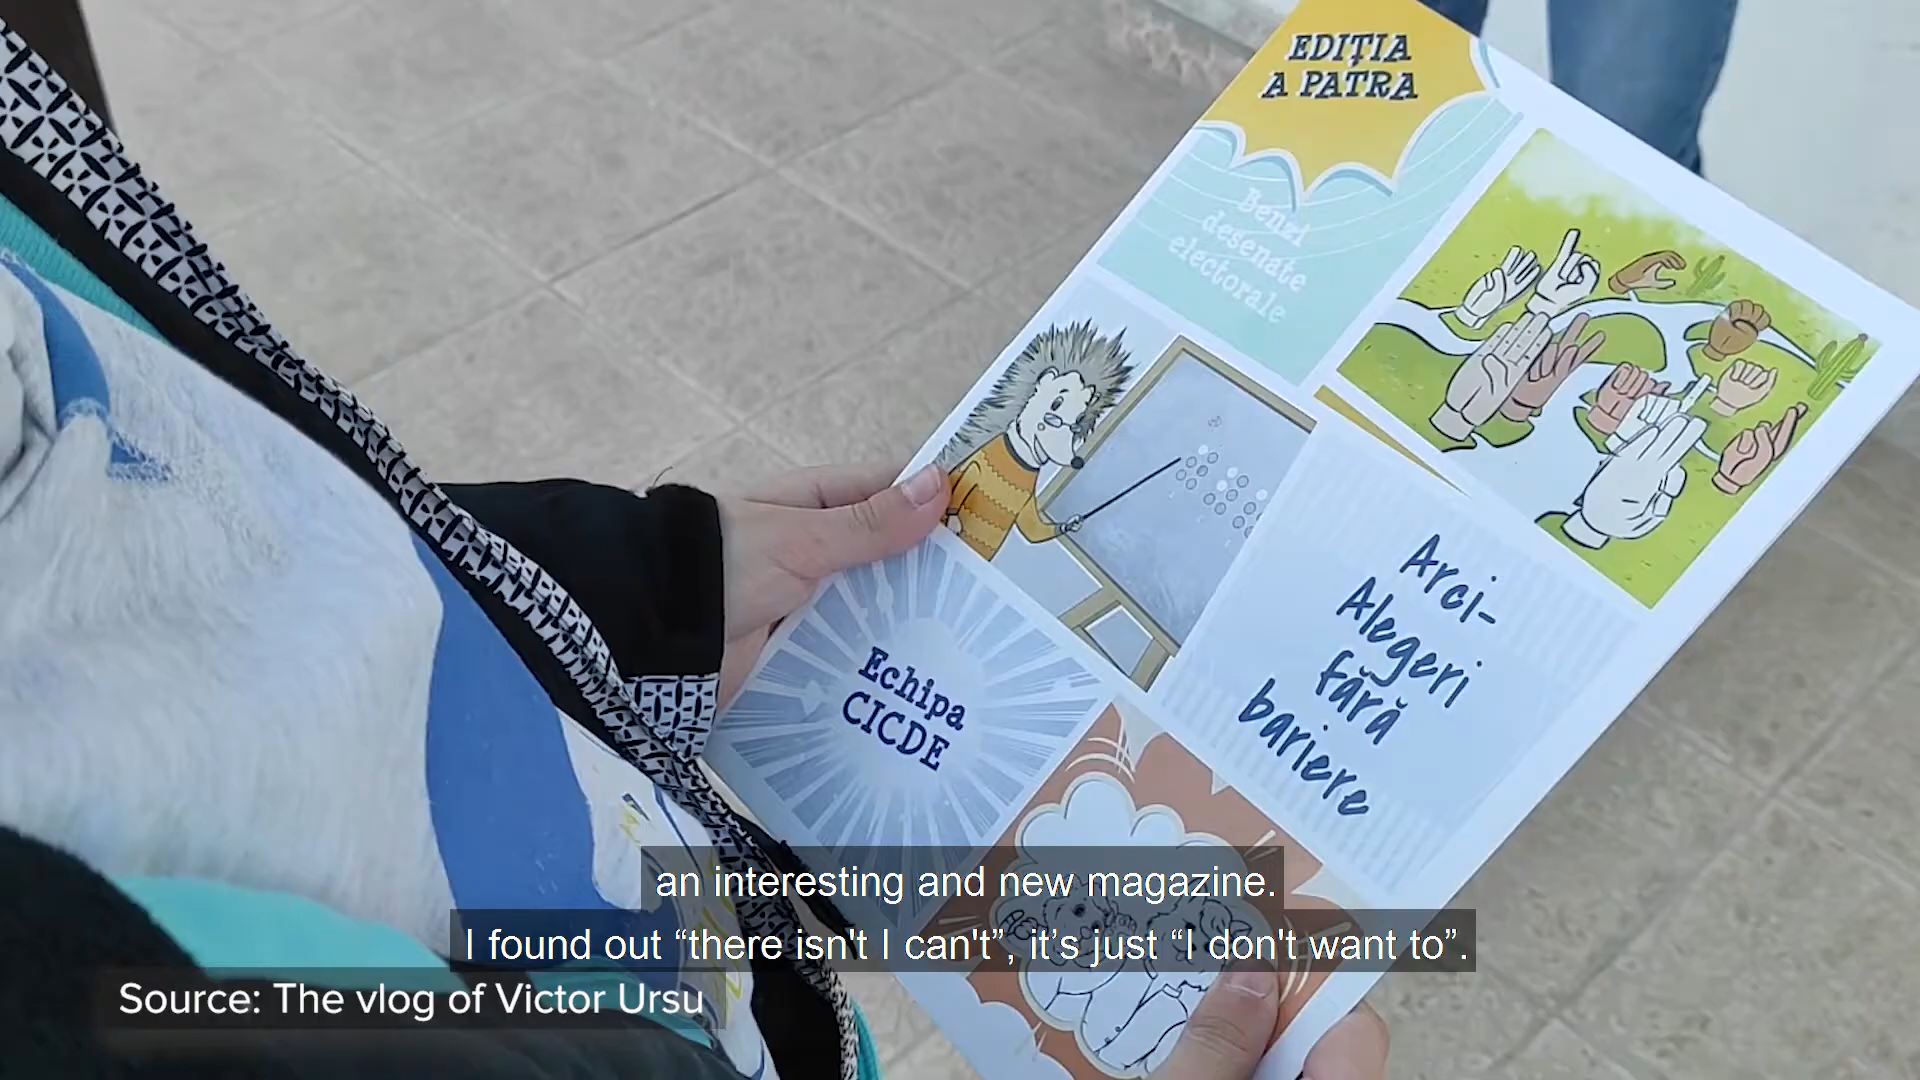 EDIȚIA
A PATRA
Benzi
desenate
electorale
Arci-
Alegeri
fără
bariere
Echipa
CICDE
an interesting and new magazine.
I found out “there isn't I can't”, it’s just “I don't want to”.
Source: The vlog of Victor Ursu